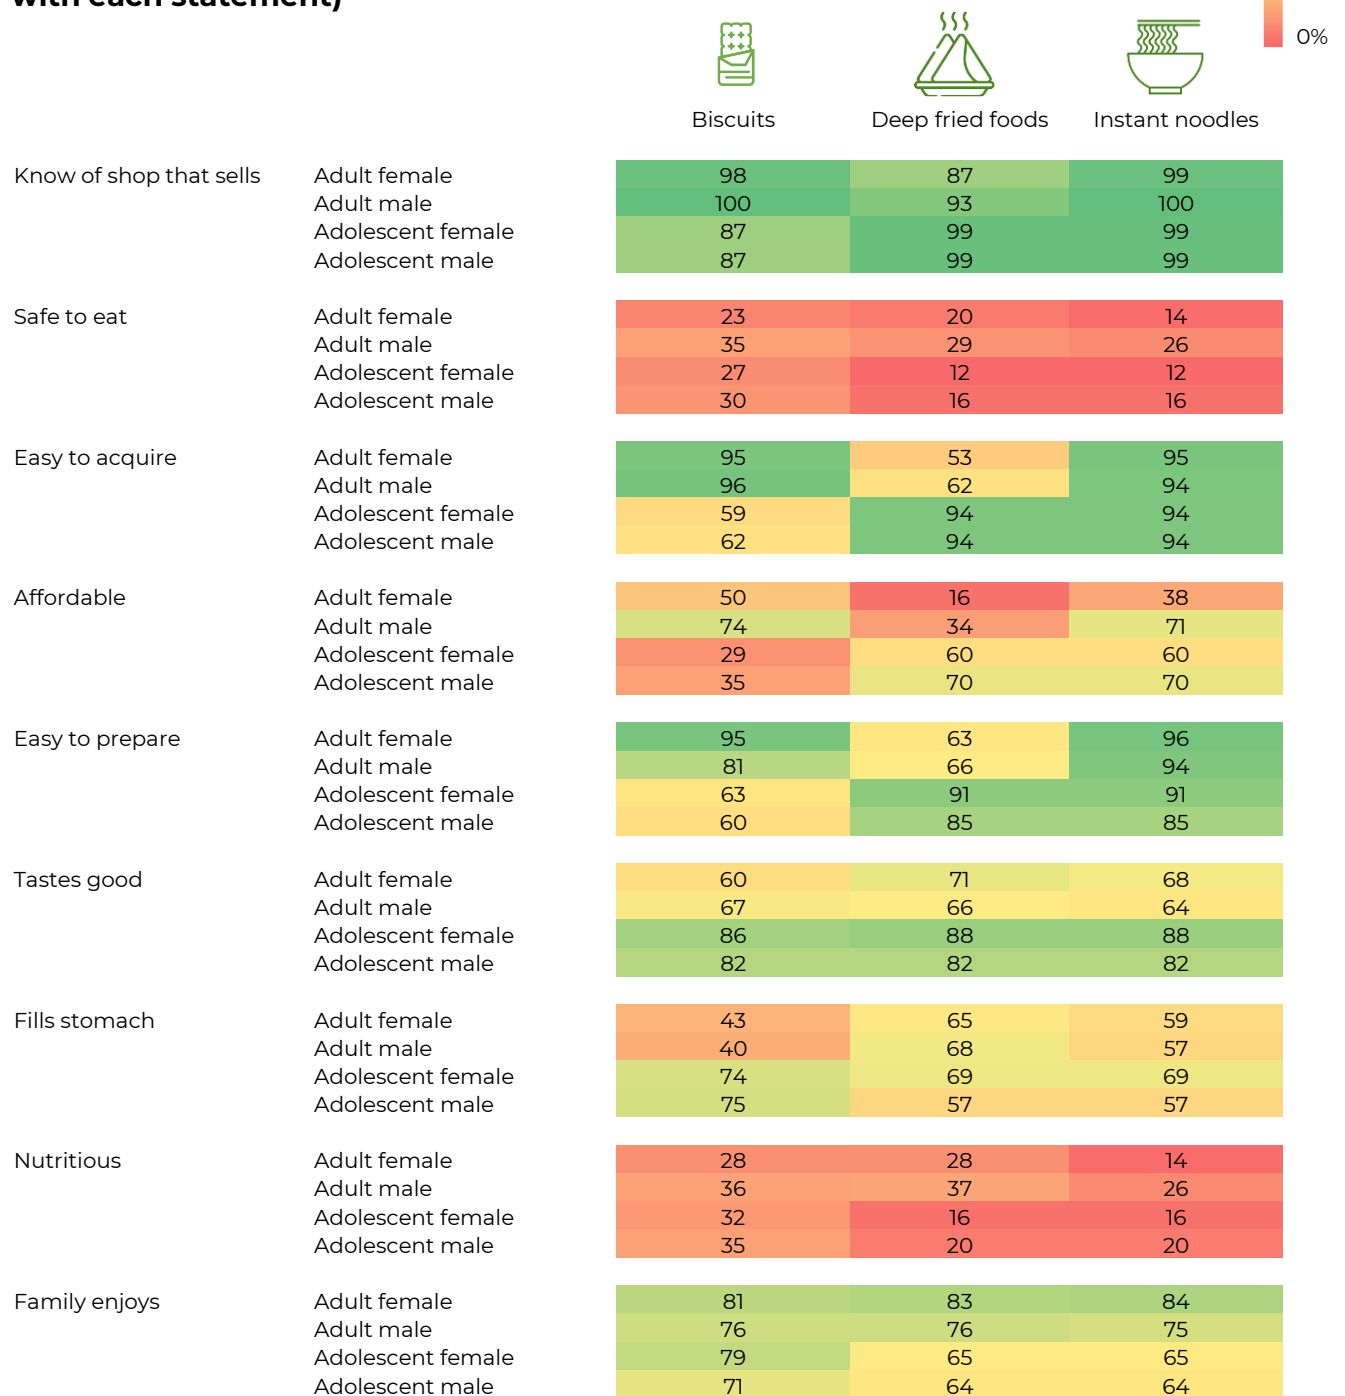 with each statement)
0%
Biscuits Deep fried foods Instant noodles
Know of shop that sells Adult female 98 87 99
Adult male 100 93 100
Adolescent female 87 99 99
Adolescent male 87 99 99
Safe to eat Adult female 23 20 14
Adult male 35 29 26
Adolescent female 27 12 12
Adolescent male 30 16 16
Easy to acquire Adult female 95 53 95
Adult male 96 62 94
Adolescent female 59 94 94
Adolescent male 62 94 94
Affordable Adult female 50 16 38
Adult male 74 34 71
Adolescent female 29 60 60
Adolescent male 35 70 70
Easy to prepare Adult female 95 63 96
Adult male 81 66 94
Adolescent female 63 91 91
Adolescent male 60 85 85
Tastes good Adult female 60 71 68
Adult male 67 66 64
Adolescent female 86 88 88
Adolescent male 82 82 82
Fills stomach Adult female 43 65 59
Adult male 40 68 57
Adolescent female 74 69 69
Adolescent male 75 57 57
Nutritious Adult female 28 28 14
Adult male 36 37 26
Adolescent female 32 16 16
Adolescent male 35 20 20
Family enjoys Adult female 81 83 84
Adult male 76 76 75
Adolescent female 79 65 65
Adolescent male 71 64 64